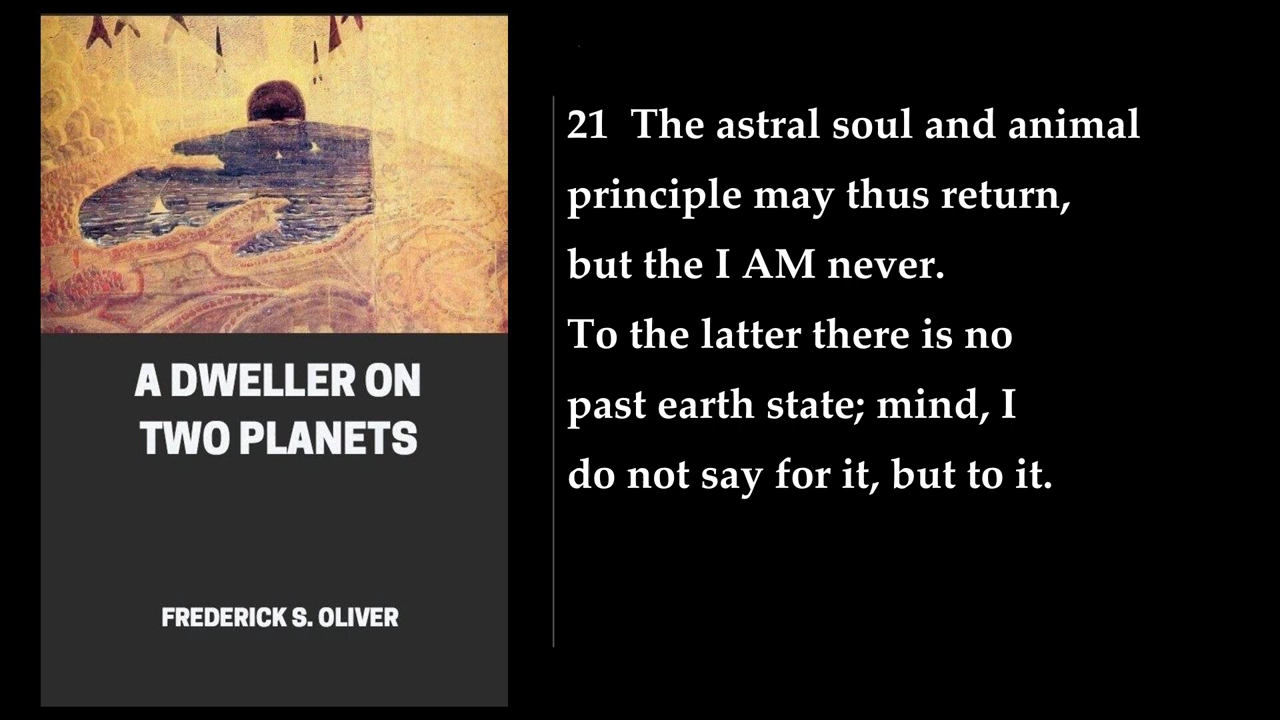 A DWELLER ON
TWO PLANETS
FREDERICK S. OLIVER
21 The astral soul and animal
principle may thus return,
but the I AM never.
To the latter there is no
past earth state; mind, I
do not say for it, but to it.